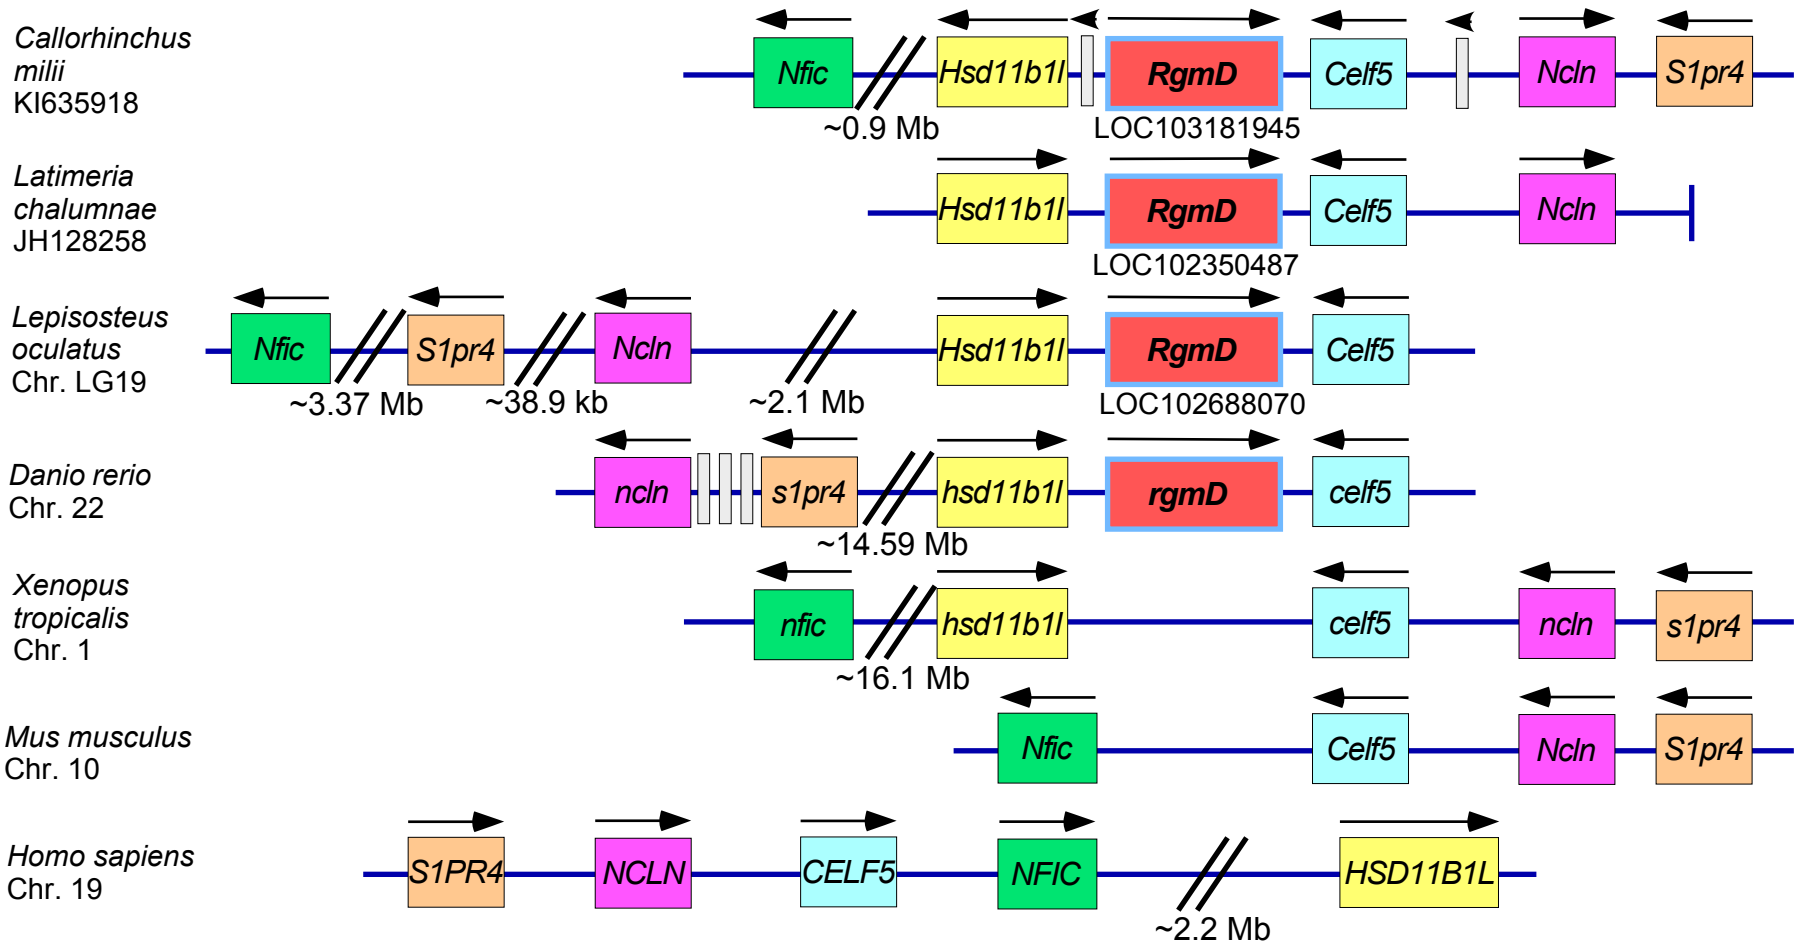 Callorhinchus
milii
KI635918
Nfic
Hsd11b1l
RgmD
Celf5
Ncln
S1pr4
~0.9 Mb
LOC103181945
Latimeria
chalumnae
JH128258
Hsd11b1l
RgmD
Celf5
Ncln
LOC102350487
Lepisosteus
oculatus
Chr. LG19
Nfic
S1pr4
Ncln
Hsd11b1l
RgmD
Celf5
~3.37 Mb
~38.9 kb
~2.1 Mb
LOC102688070
Danio rerio
Chr. 22
ncln
s1pr4
hsd11b1l
rgmD
celf5
~14.59 Mb
Xenopus
tropicalis
Chr. 1
nfic
hsd11b1l
celf5
ncln
s1pr4
~16.1 Mb
Mus musculus
Chr. 10
Nfic
Celf5
Ncln
S1pr4
Homo sapiens
Chr. 19
S1PR4
NCLN
CELF5
NFIC
HSD11B1L
~2.2 Mb